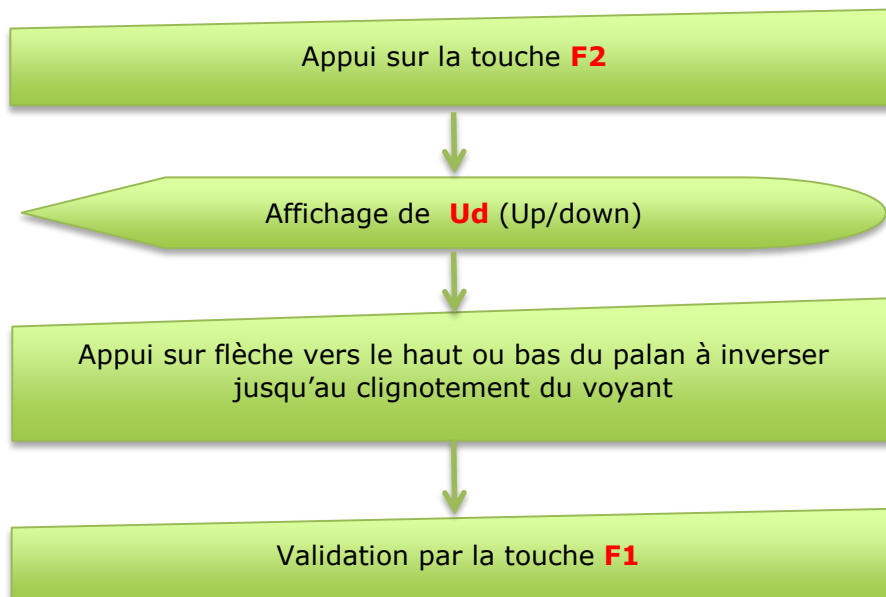 Appui sur la touche F2
Affichage de Ud (Up/down)
Appui sur flèche vers le haut ou bas du palan à inverser
jusqu’au clignotement du voyant
Validation par la touche F1